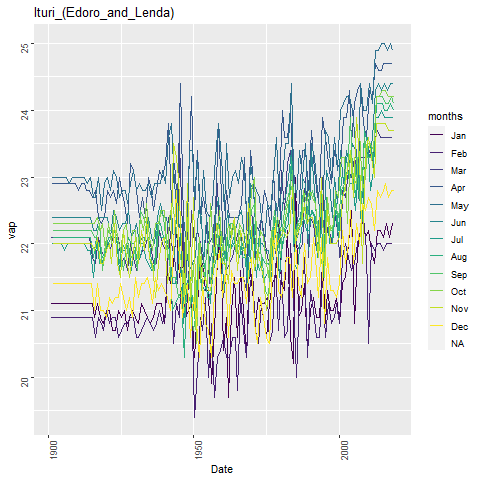 Ituri_(Edoro_and_Lenda)
25
24
23
22
21
20
vap
1900
1950
2000
Date
months
Jan
Feb
Mar
Apr
May
Jun
Jul
Aug
Sep
Oct
Nov
Dec
NA